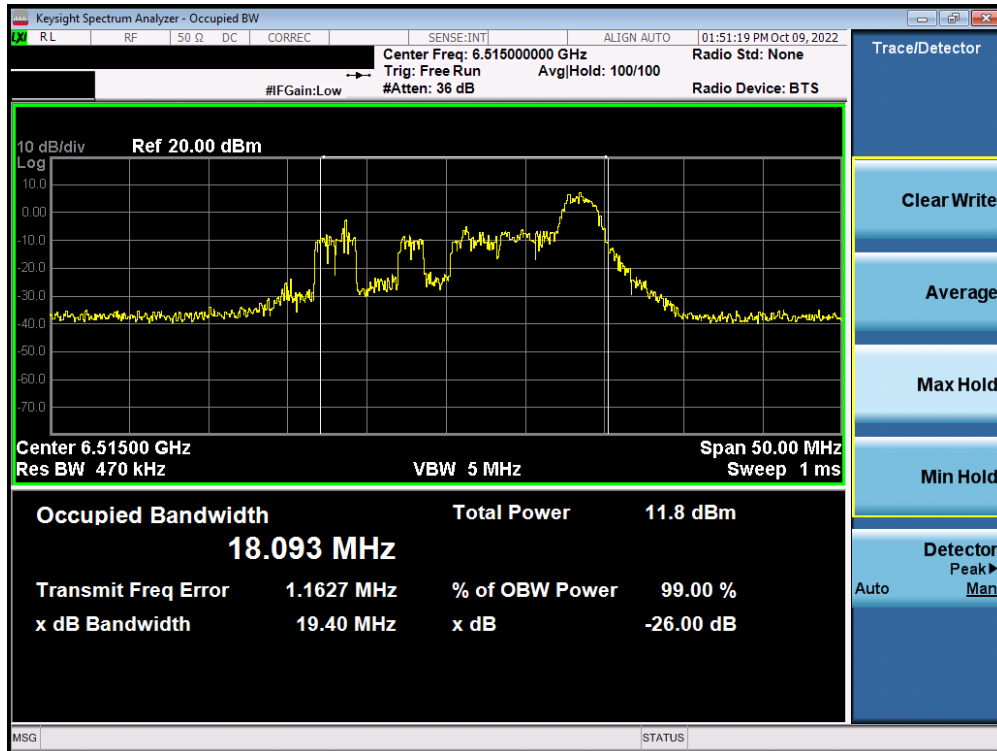 Keysight Spectrum Analyzer - Occupied BW
LXI RL RF 50 Ω DC CORREC SENSE:INT ALIGN AUTO 01:51:19 PM Oct 09, 2022
Center Freq: 6.515000000 GHz Radio Std: None
Trig: Free Run Avg|Hold: 100/100
#IFGain:Low #Atten: 36 dB Radio Device: BTS
10 dB/div Ref 20.00 dBm
Log
10.0
0.00
-10.0
-20.0
-30.0
-40.0
-50.0
-60.0
-70.0
Center 6.51500 GHz Span 50.00 MHz
Res BW 470 kHz VBW 5 MHz Sweep 1 ms
Occupied Bandwidth Total Power 11.8 dBm
18.093 MHz
Transmit Freq Error 1.1627 MHz % of OBW Power 99.00 %
x dB Bandwidth 19.40 MHz x dB -26.00 dB
MSG STATUS
Trace/Detector
Clear Write
Average
Max Hold
Min Hold
Detector
Peak▶
Auto Man